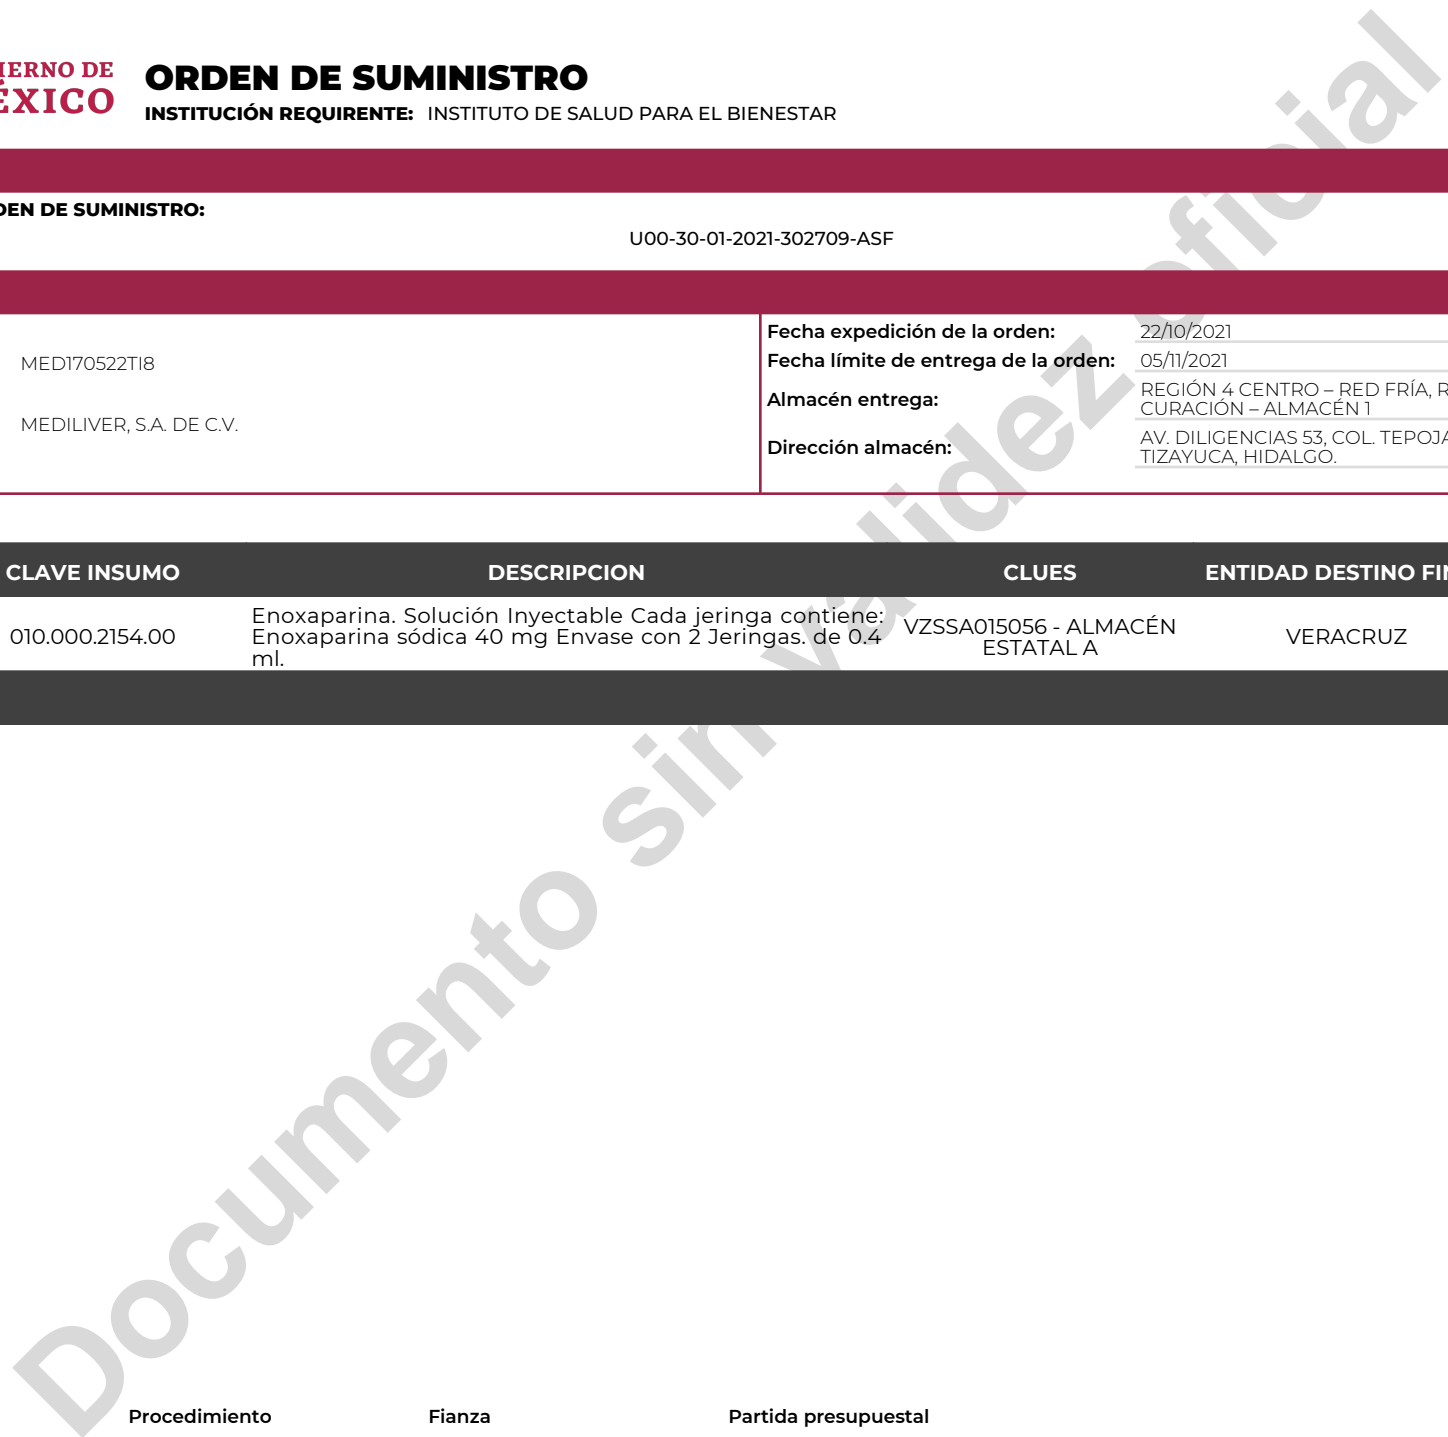 ORDEN DE SUMINISTRO
INSTITUCIÓN REQUIRENTE: INSTITUTO DE SALUD PARA EL BIENESTAR
DEN DE SUMINISTRO:
U00-30-01-2021-302709-ASF
MED170522TI8
MEDILIVER, S.A. DE C.V.
Fecha expedición de la orden: 22/10/2021
Fecha límite de entrega de la orden: 05/11/2021
Almacén entrega: REGIÓN 4 CENTRO – RED FRÍA, R
CURACIÓN – ALMACÉN 1
Dirección almacén: AV. DILIGENCIAS 53, COL. TEPOJA
TIZAYUCA, HIDALGO.
CLAVE INSUMO DESCRIPCION CLUES ENTIDAD DESTINO FIN
010.000.2154.00
Enoxaparina. Solución Inyectable Cada jeringa contiene:
Enoxaparina sódica 40 mg Envase con 2 Jeringas. de 0.4
ml.
VZSSA015056 - ALMACÉN
ESTATAL A
VERACRUZ
Documento sin validez oficial
Procedimiento Fianza Partida presupuestal
IERNO DE
ÉXICO